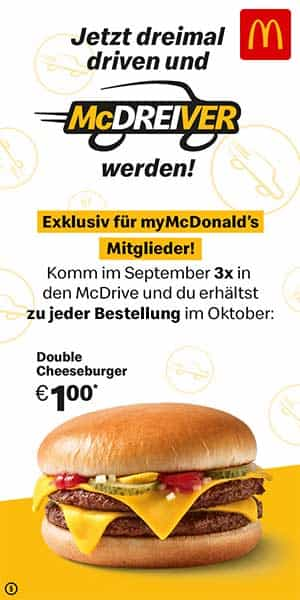 Jetzt dreimal
driven und
McDREIVER
werden!
Exklusiv für myMcDonald's
Mitglieder!
Komm im September 3x in
den McDrive und du erhältst
zu jeder Bestellung im Oktober:
Double
Cheeseburger
€1.00*